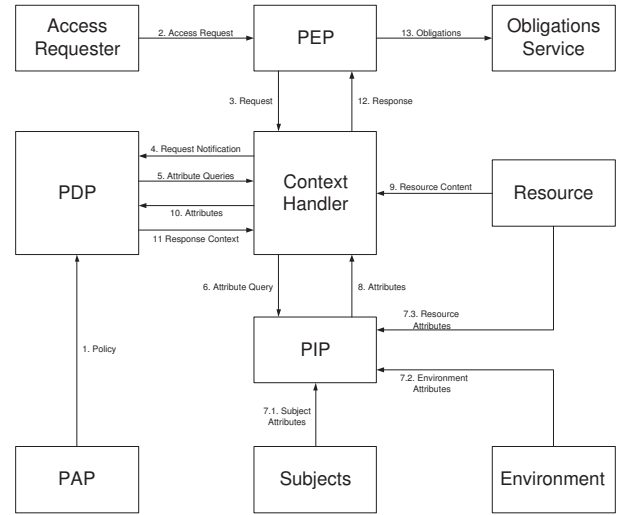 Access
Requester
2. Access Request
PEP
13. Obligations
Obligations
Service
3. Request
12. Response
PDP
4. Request Notification
5. Attribute Queries
10. Attributes
11 Response Context
Context
Handler
9. Resource Content
Resource
6. Attribute Query
8. Attributes
7.3. Resource
Attributes
1. Policy
PIP
7.2. Environment
Attributes
7.1. Subject
Attributes
PAP
Subjects
Environment